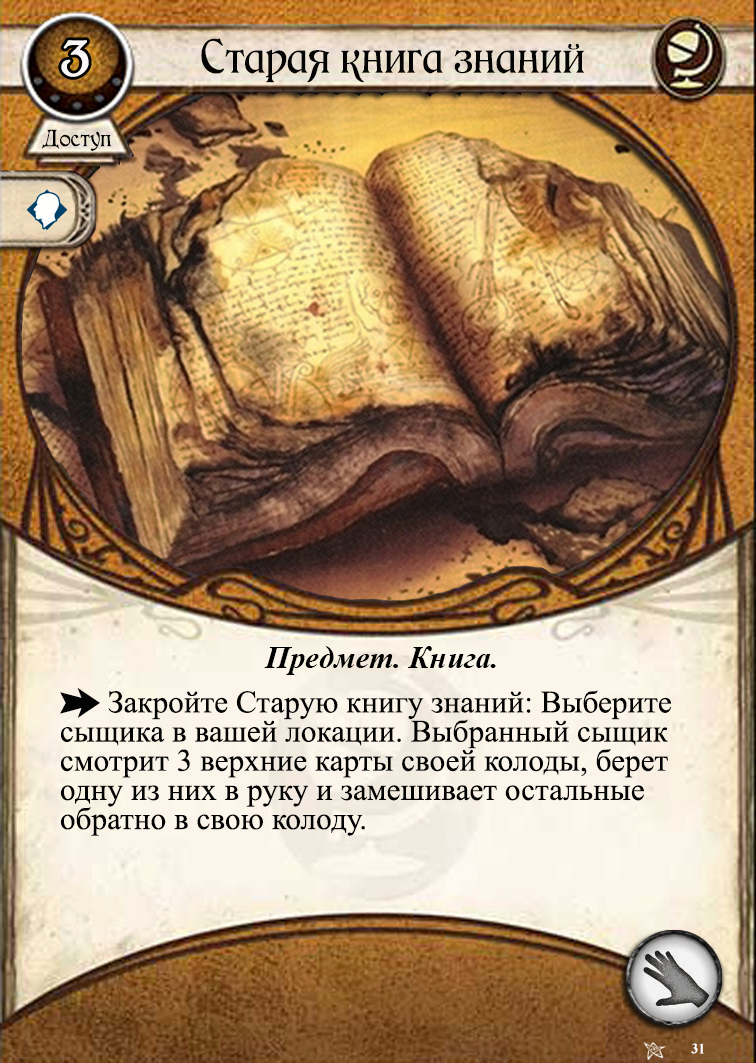 3
Старая книга знаний
Доступ
Предмет. Книга.
Закройте Старую книгу знаний: Выберите
сыщика в вашей локации. Выбранный сыщик
смотрит 3 верхние карты своей колоды, берет
одну из них в руку и замешивает остальные
обратно в свою колоду.
31